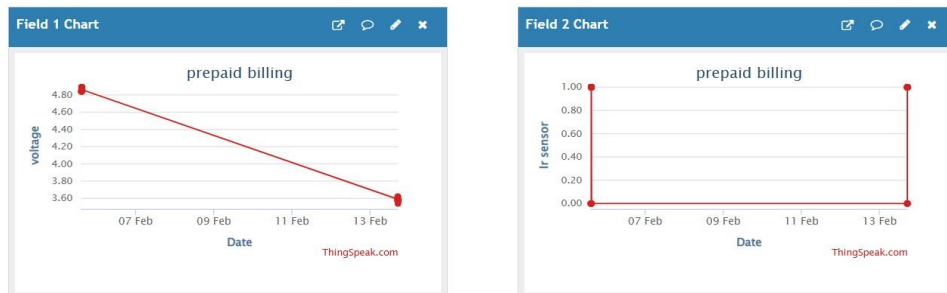 Field 1 Chart
prepaid billing
4.80
4.60
4.40
4.20
4.00
3.80
3.60
voltage
07 Feb 09 Feb 11 Feb 13 Feb
Date
ThingSpeak.com
Field 2 Chart
prepaid billing
1.00
0.80
0.60
0.40
0.20
0.00
Ir sensor
07 Feb 09 Feb 11 Feb 13 Feb
Date
ThingSpeak.com